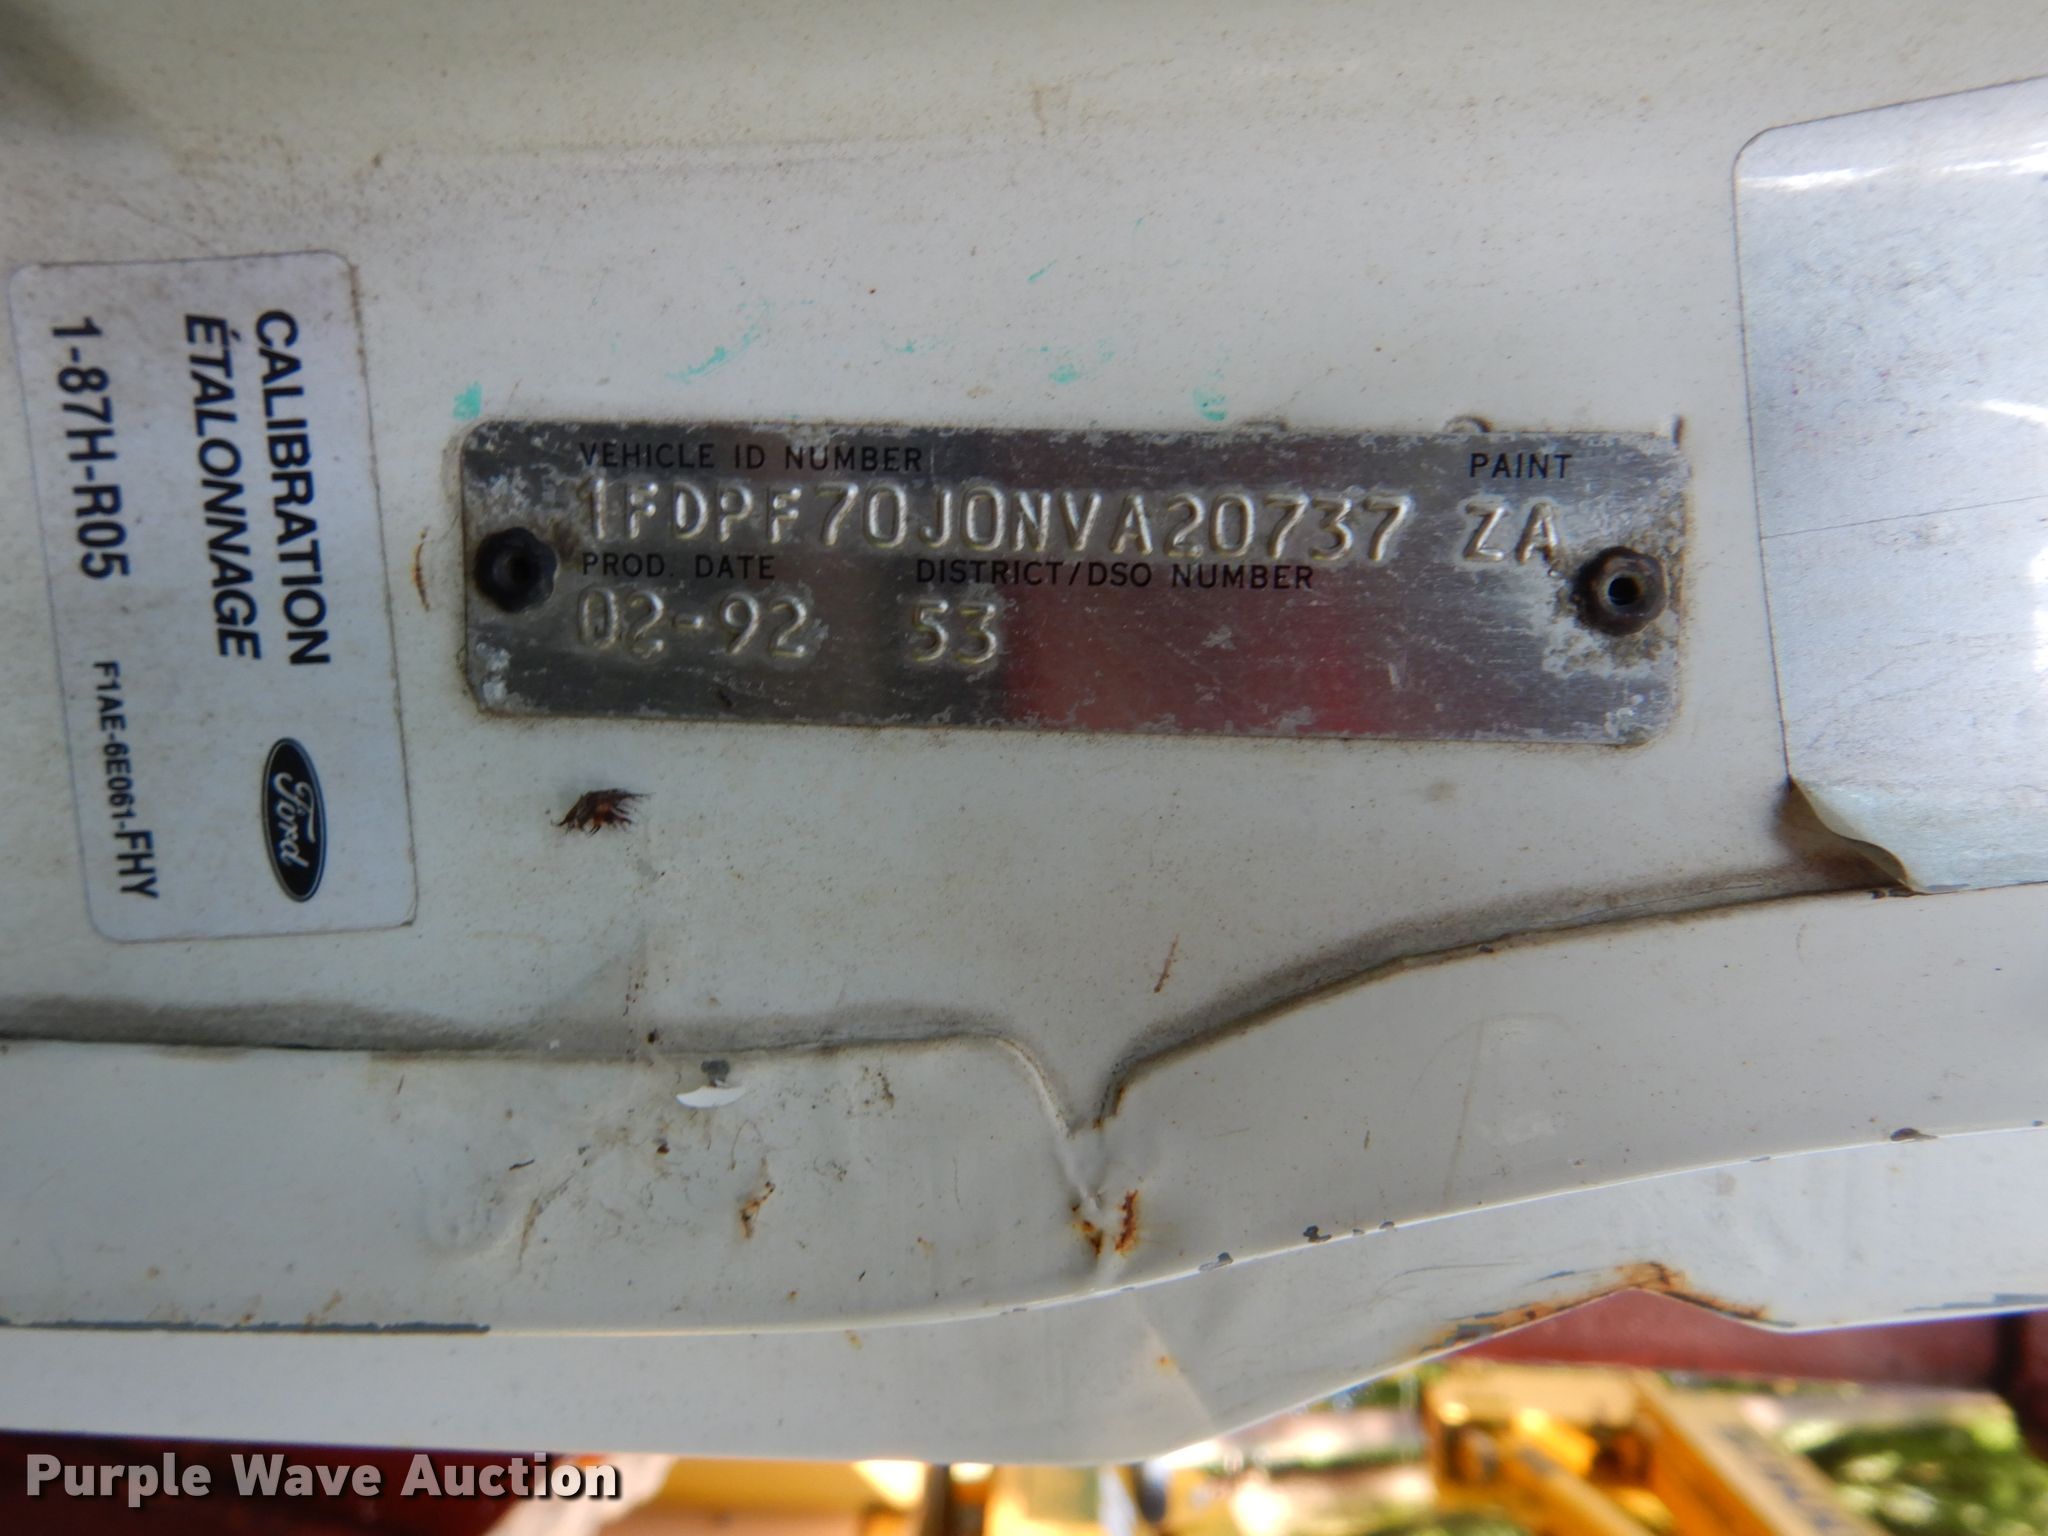 CALIBRATION
ÉTALONNAGE
Ford
1-87H-R05 F1AE-6E061-FHY
VEHICLE ID NUMBER PAINT
1FDPF70J0NVA20737 ZA
PROD. DATE DISTRICT/DSO NUMBER
02-92 53
Purple Wave Auction